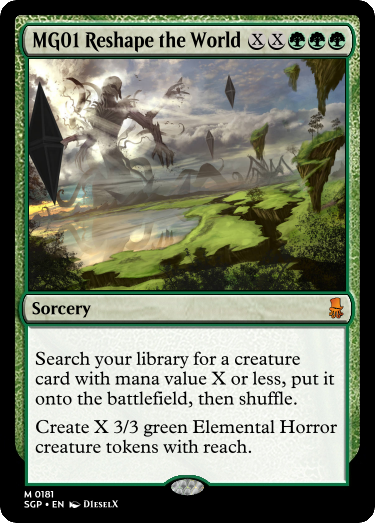 MG01 Reshape the World X X
Sorcery
Search your library for a creature
card with mana value X or less, put it
onto the battlefield, then shuffle.
Create X 3/3 green Elemental Horror
creature tokens with reach.
M 0181
SGP • EN DIeselX